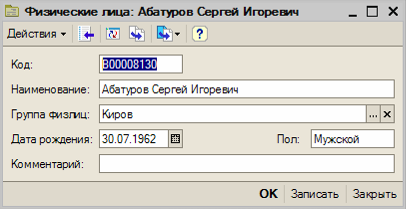 Физические лица: Абатуров Сергей Игоревич
Действия
Код: В00008130
Наименование: Абатуров Сергей Игоревич
Группа физлиц: Киров
Дата рождения: 30.07.1962 Пол: Мужской
Комментарий:
OK Записать Закрыть